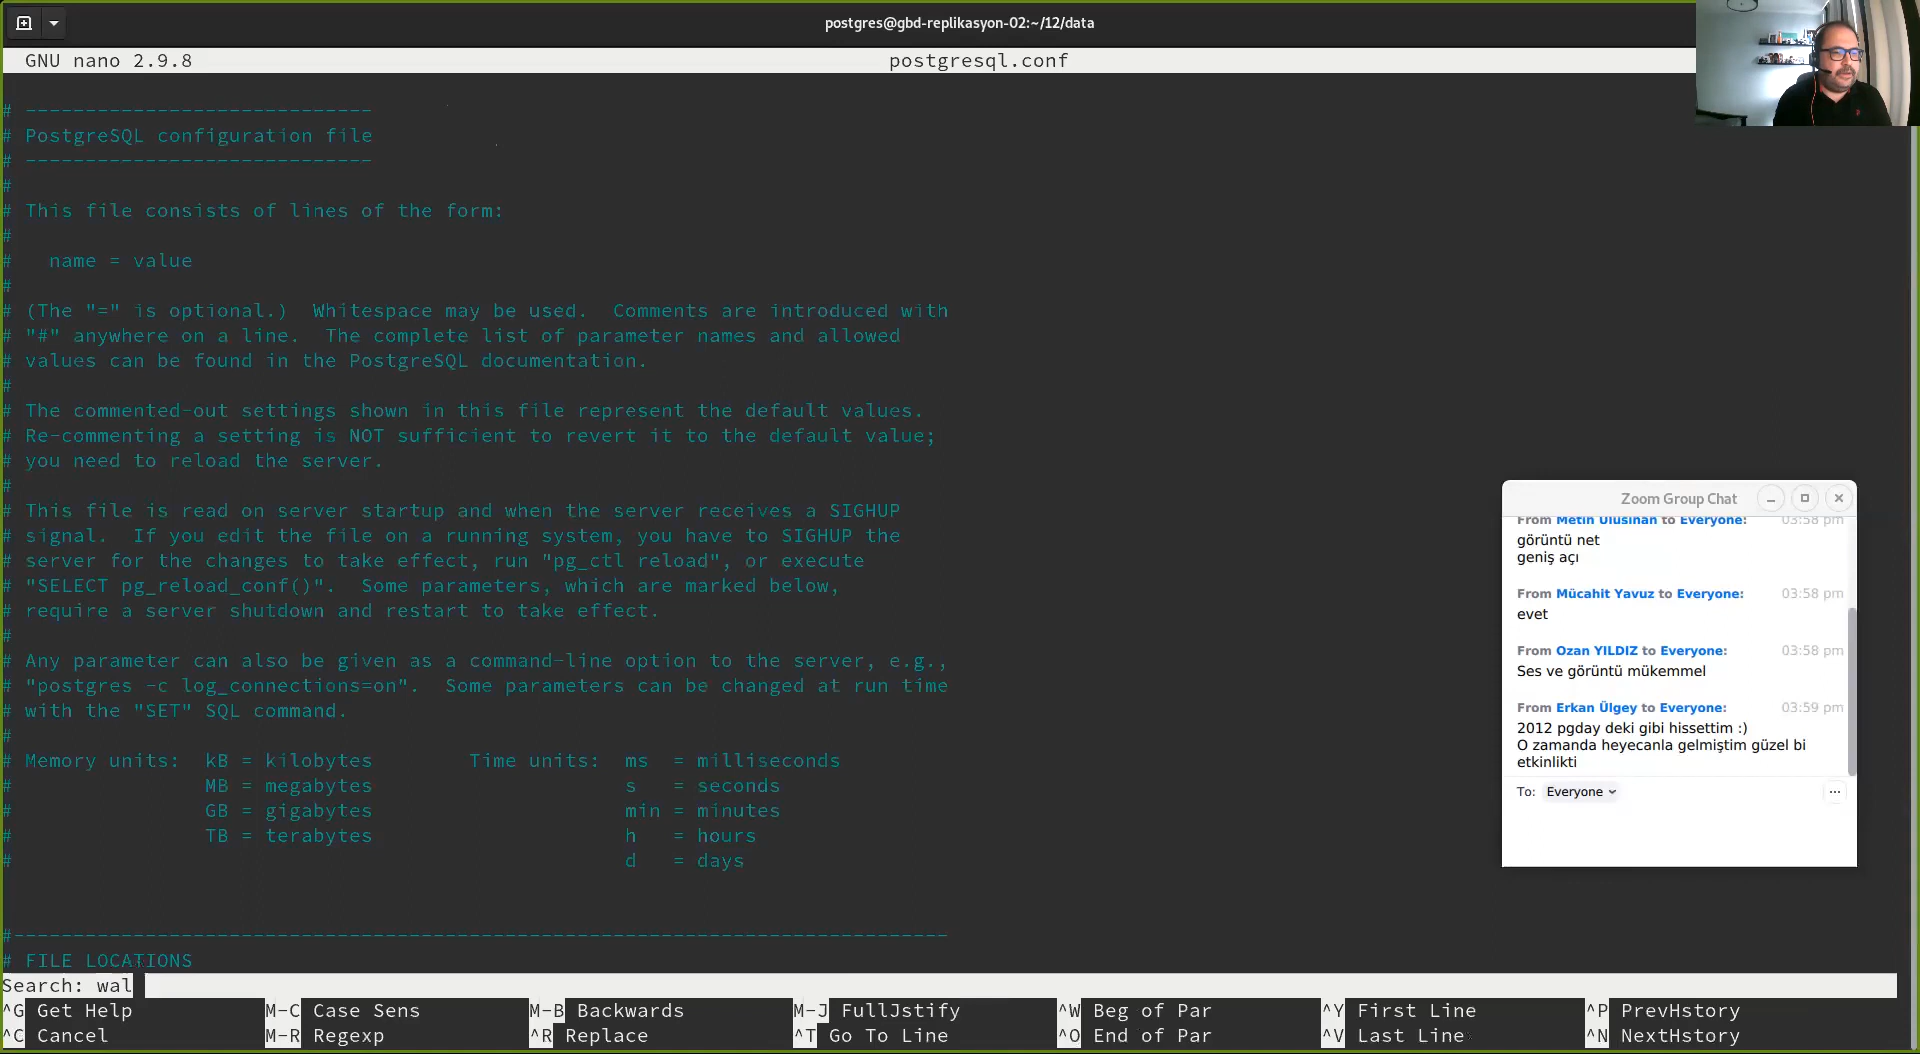 postgres@gbd-replikasyon-02:~/12/data
GNU nano 2.9.8 postgresql.conf
# -----------------------------
# PostgreSQL configuration file
# -----------------------------
#
# This file consists of lines of the form:
#
#   name = value
#
# (The "=" is optional.)  Whitespace may be used.  Comments are introduced with
# "#" anywhere on a line.  The complete list of parameter names and allowed
# values can be found in the PostgreSQL documentation.
#
# The commented-out settings shown in this file represent the default values.
# Re-commenting a setting is NOT sufficient to revert it to the default value;
# you need to reload the server.
#
# This file is read on server startup and when the server receives a SIGHUP
# signal.  If you edit the file on a running system, you have to SIGHUP the
# server for the changes to take effect, run "pg_ctl reload", or execute
# "SELECT pg_reload_conf()".  Some parameters, which are marked below,
# require a server shutdown and restart to take effect.
#
# Any parameter can also be given as a command-line option to the server, e.g.,
# "postgres -c log_connections=on".  Some parameters can be changed at run time
# with the "SET" SQL command.
#
# Memory units:  kB = kilobytes        Time units:  ms  = milliseconds
#                MB = megabytes                     s   = seconds
#                GB = gigabytes                     min = minutes
#                TB = terabytes                     h   = hours
#                                                   d   = days
#------------------------------------------------------------------------------
# FILE LOCATIONS
Search: wal
^G Get Help M-C Case Sens M-B Backwards M-J FullJstify ^W Beg of Par ^Y First Line ^P PrevHstory
^C Cancel M-R Regexp ^R Replace ^T Go To Line ^O End of Par ^V Last Line ^N NextHstory
Zoom Group Chat
From Metin Ulusinan to Everyone: 03:58 pm
görüntü net
geniş açı
From Mücahit Yavuz to Everyone: 03:58 pm
evet
From Ozan YILDIZ to Everyone: 03:58 pm
Ses ve görüntü mükemmel
From Erkan Ülgey to Everyone: 03:59 pm
2012 pgday deki gibi hissettim :)
O zamanda heyecanla gelmiştim güzel bi
etkinlikti
To: Everyone